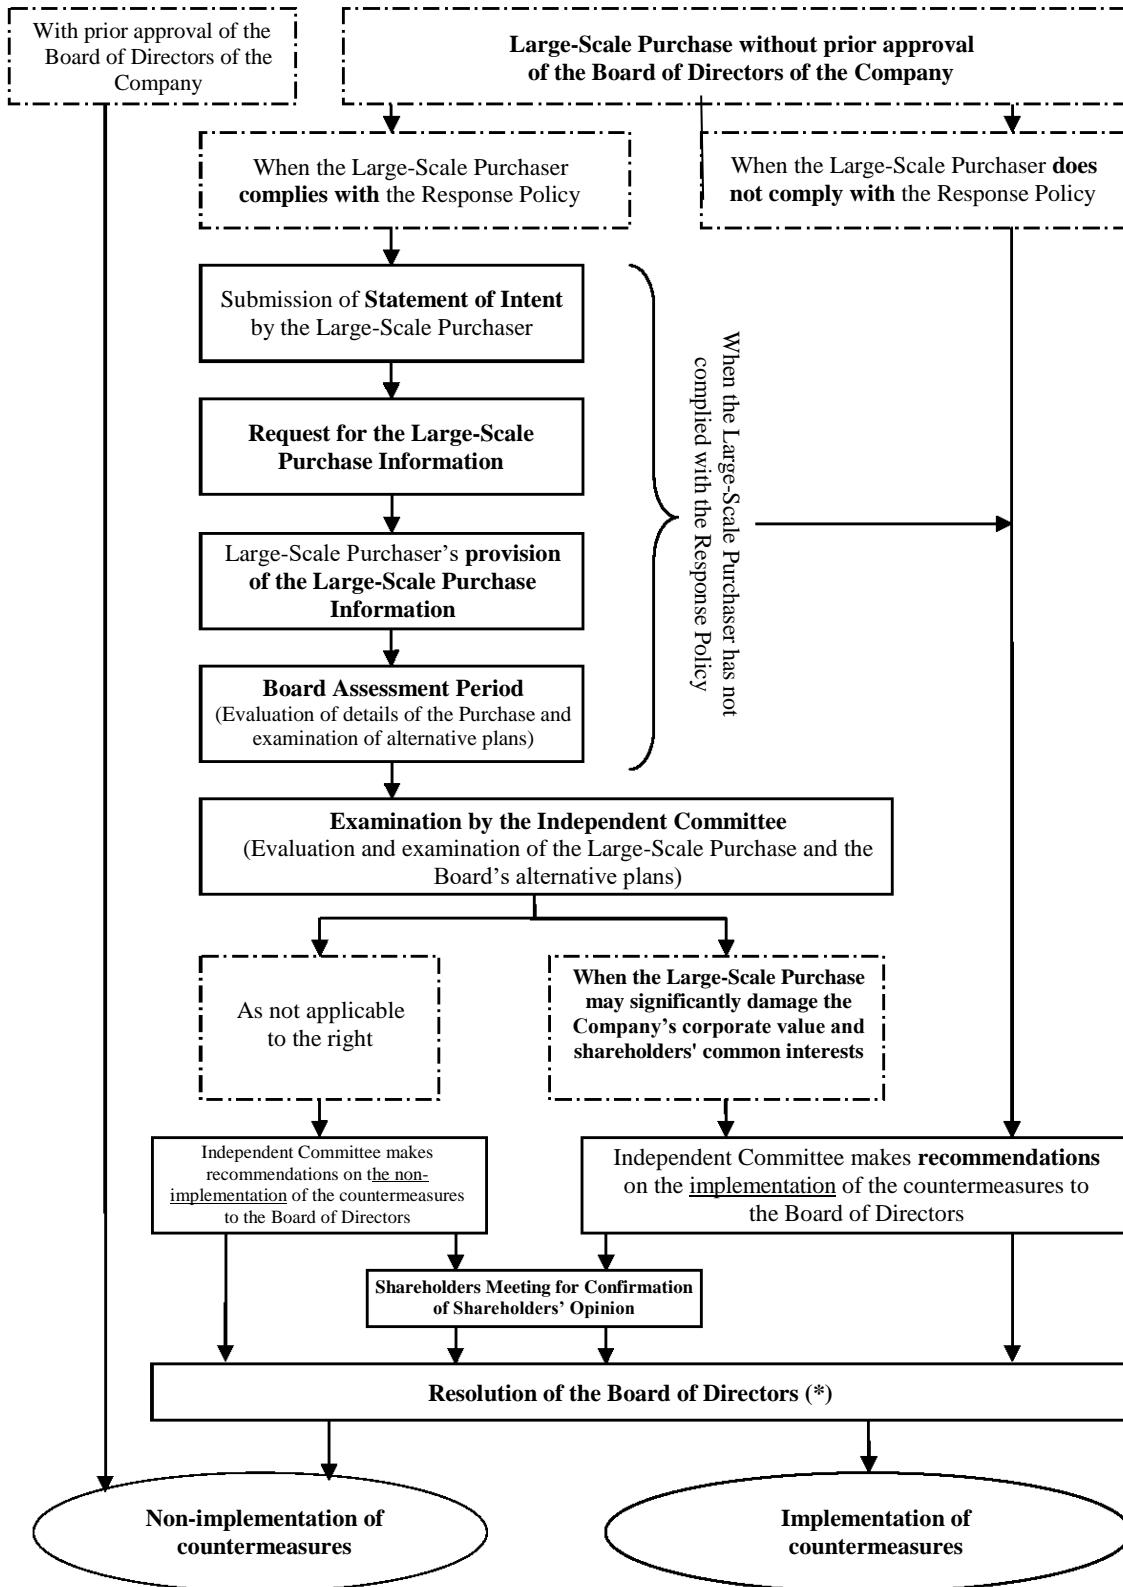 With prior approval of the
Board of Directors of the
Company
Large-Scale Purchase without prior approval
of the Board of Directors of the Company
When the Large-Scale Purchaser
complies with the Response Policy
When the Large-Scale Purchaser does
not comply with the Response Policy
Submission of Statement of Intent
by the Large-Scale Purchaser
Request for the Large-Scale
Purchase Information
Large-Scale Purchaser’s provision
of the Large-Scale Purchase
Information
Board Assessment Period
(Evaluation of details of the Purchase and
examination of alternative plans)
When the Large-Scale Purchaser has not
complied with the Response Policy
Examination by the Independent Committee
(Evaluation and examination of the Large-Scale Purchase and the
Board’s alternative plans)
As not applicable
to the right
When the Large-Scale Purchase
may significantly damage the
Company’s corporate value and
shareholders' common interests
Independent Committee makes
recommendations on the non-
implementation of the countermeasures
to the Board of Directors
Independent Committee makes recommendations
on the implementation of the countermeasures to
the Board of Directors
Shareholders Meeting for Confirmation
of Shareholders’ Opinion
Resolution of the Board of Directors (*)
Non-implementation of
countermeasures
Implementation of
countermeasures